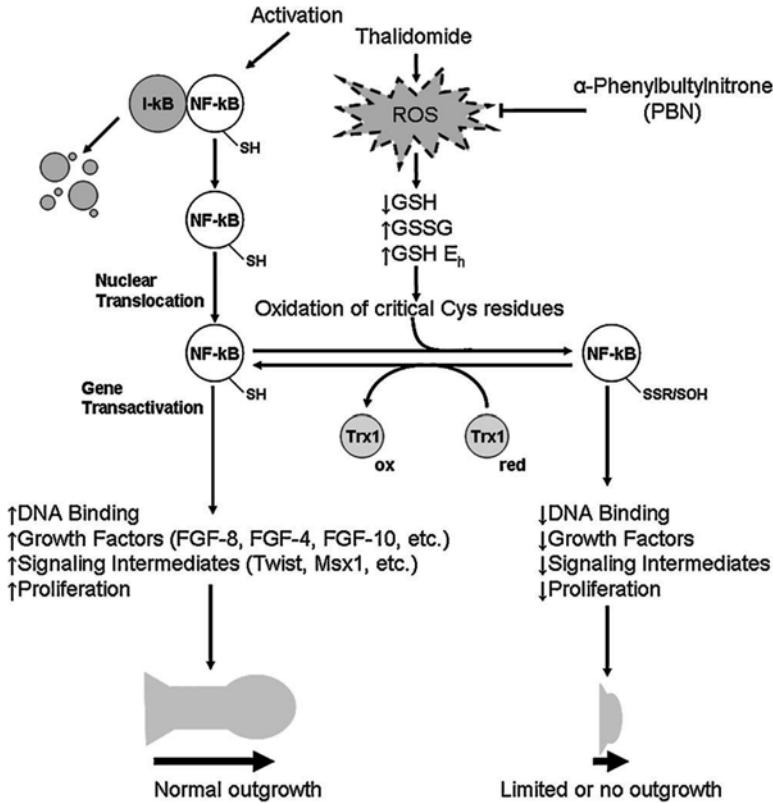 Activation
Thalidomide
I-kB
NF-kB
SH
ROS
α-Phenylbultylnitrone
(PBN)
NF-kB
SH
↓GSH
↑GSSG
↑GSH Eh
Nuclear
Translocation
Oxidation of critical Cys residues
NF-kB
SH
NF-kB
SSR/SOH
Gene
Transactivation
Trx1
ox
Trx1
red
↑DNA Binding
↑Growth Factors (FGF-8, FGF-4, FGF-10, etc.)
↑Signaling Intermediates (Twist, Msx1, etc.)
↑Proliferation
↓DNA Binding
↓Growth Factors
↓Signaling Intermediates
↓Proliferation
Normal outgrowth
Limited or no outgrowth